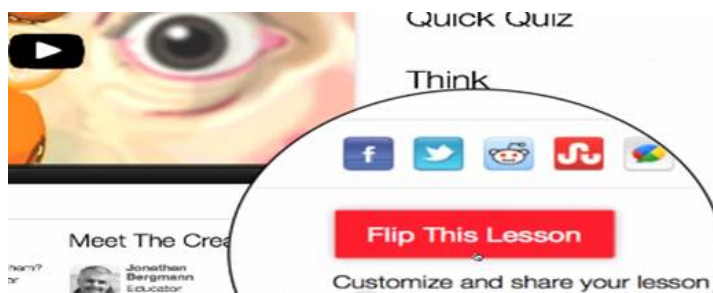 Quick Quiz
Think
Flip This Lesson
Customize and share your lesson
Meet The Crea
Jonathan
Bergmann
Educator